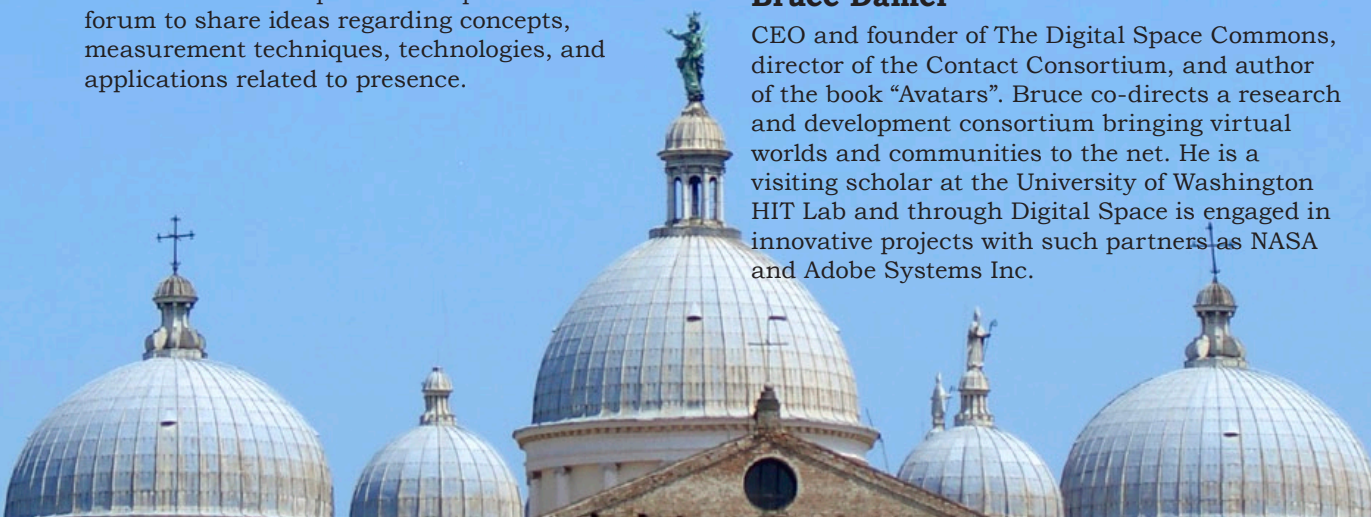 forum to share ideas regarding concepts,
measurement techniques, technologies, and
applications related to presence.
Bruce Damer
CEO and founder of The Digital Space Commons,
director of the Contact Consortium, and author
of the book “Avatars”. Bruce co-directs a research
and development consortium bringing virtual
worlds and communities to the net. He is a
visiting scholar at the University of Washington
HIT Lab and through Digital Space is engaged in
innovative projects with such partners as NASA
and Adobe Systems Inc.